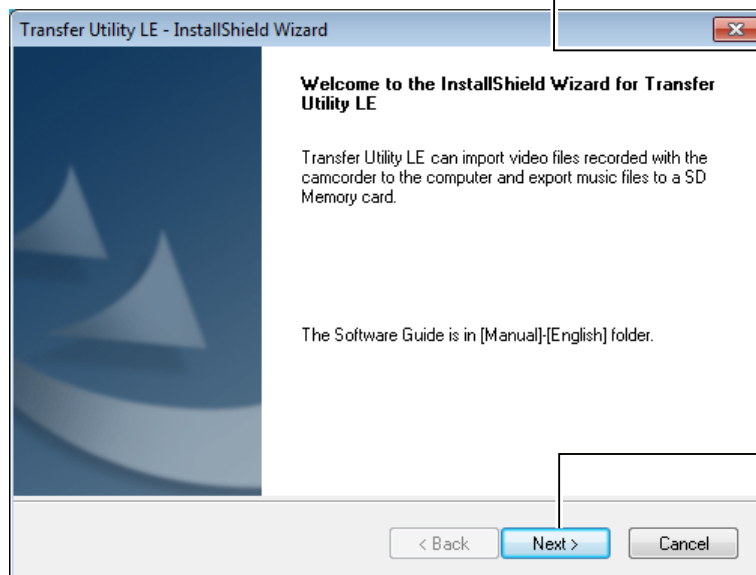 Transfer Utility LE - InstallShield Wizard
Welcome to the InstallShield Wizard for Transfer
Utility LE
Transfer Utility LE can import video files recorded with the
camcorder to the computer and export music files to a SD
Memory card.
The Software Guide is in [Manual]-[English] folder.
< Back Next > Cancel